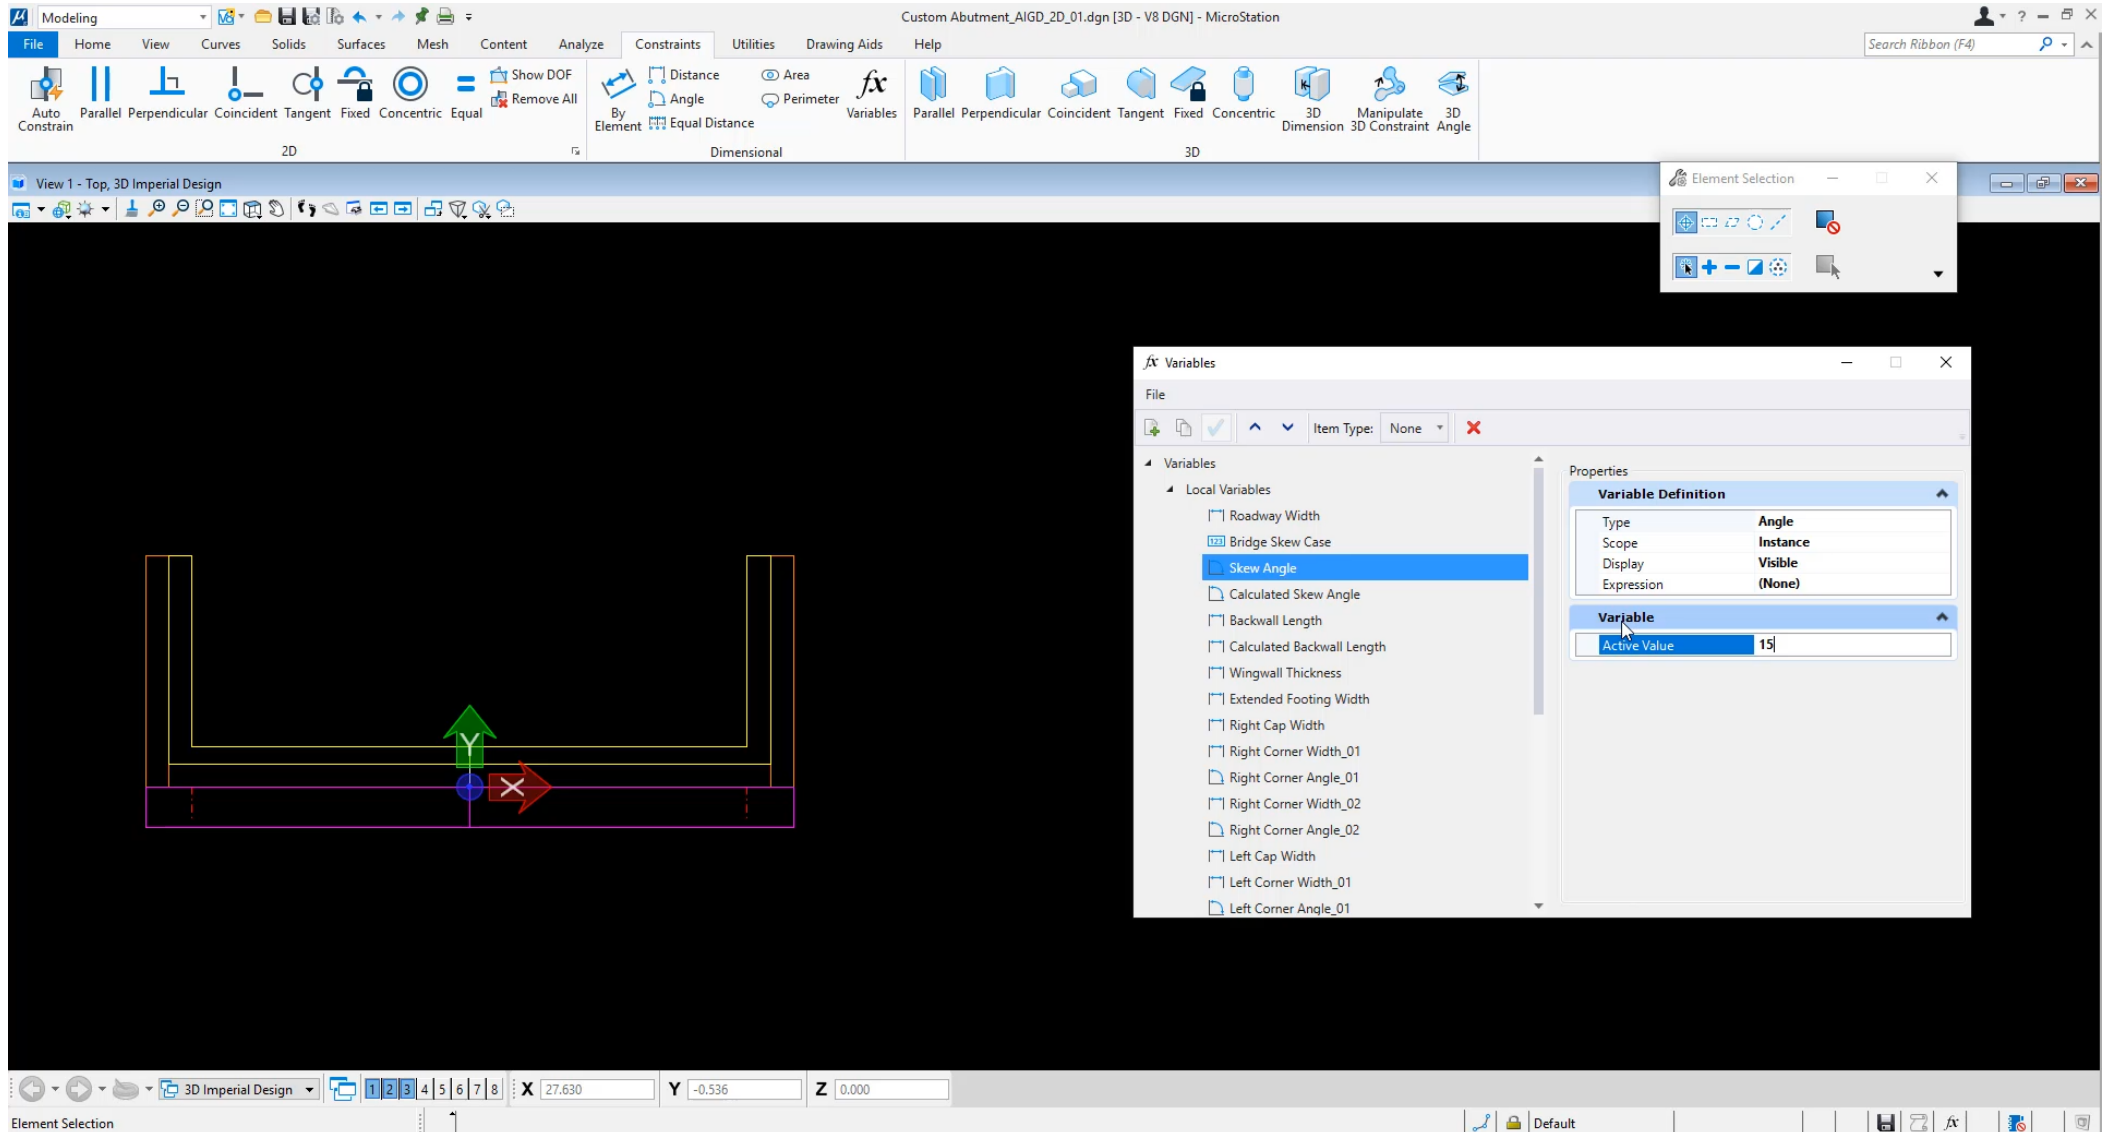 Modeling
Custom Abutment_AIGD_2D_01.dgn [3D - V8 DGN] - MicroStation
File Home View Curves Solids Surfaces Mesh Content Analyze Constraints Utilities Drawing Aids Help
Search Ribbon (F4)
Auto Constrain
Parallel
Perpendicular
Coincident
Tangent
Fixed
Concentric
Equal
Show DOF
Remove All
2D
By Element
Distance
Angle
Equal Distance
Area
Perimeter
fx
Variables
Dimensional
Parallel
Perpendicular
Coincident
Tangent
Fixed
Concentric
3D Dimension
Manipulate 3D Constraint
3D Angle
3D
View 1 - Top, 3D Imperial Design
Element Selection
Y
X
fx Variables
File
Item Type: None
Variables
Local Variables
Roadway Width
123 Bridge Skew Case
Skew Angle
Calculated Skew Angle
Backwall Length
Calculated Backwall Length
Wingwall Thickness
Extended Footing Width
Right Cap Width
Right Corner Width_01
Right Corner Angle_01
Right Corner Width_02
Right Corner Angle_02
Left Cap Width
Left Corner Width_01
Left Corner Angle_01
Properties
Variable Definition
Type Angle
Scope Instance
Display Visible
Expression (None)
Variable
Active Value 15
3D Imperial Design
1 2 3 4 5 6 7 8
X 27.630
Y -0.536
Z 0.000
Element Selection
Default
fx